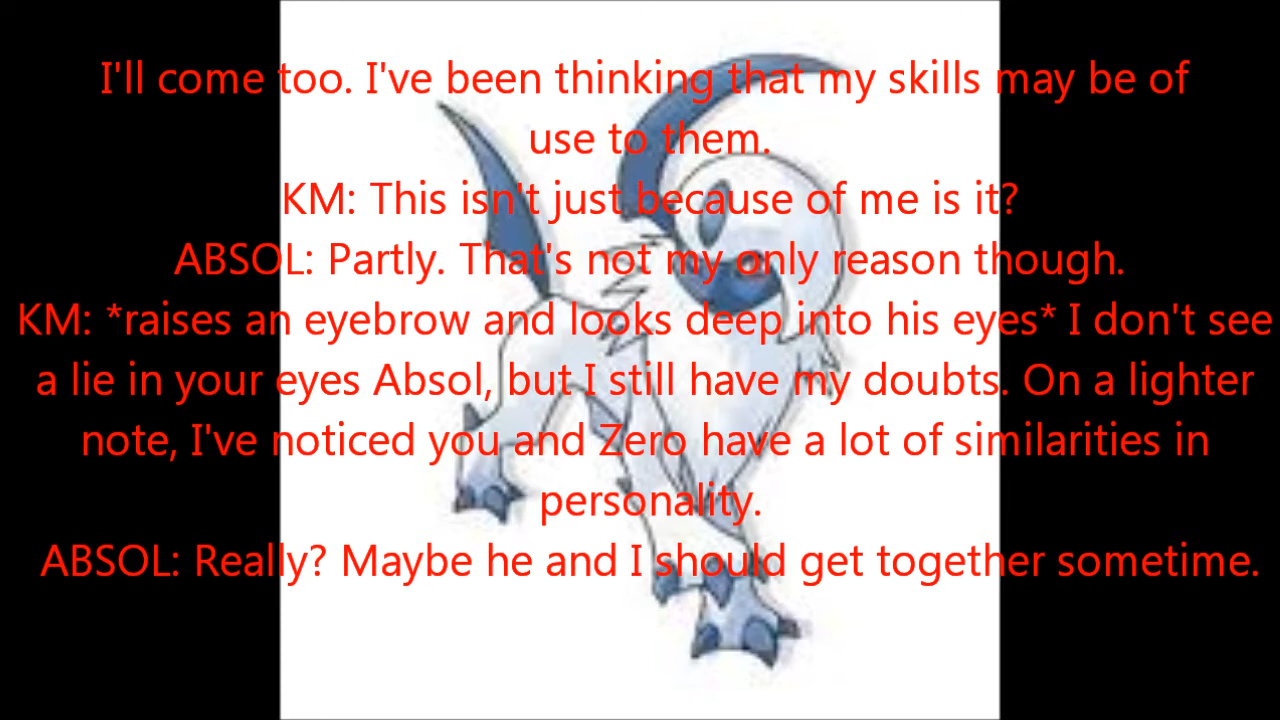 I'll come too. I've been thinking that my skills may be of
use to them.
KM: This isn't just because of me is it?
ABSOL: Partly. That's not my only reason though.
KM: *raises an eyebrow and looks deep into his eyes* I don't see
a lie in your eyes Absol, but I still have my doubts. On a lighter
note, I've noticed you and Zero have a lot of similarities in
personality.
ABSOL: Really? Maybe he and I should get together sometime.